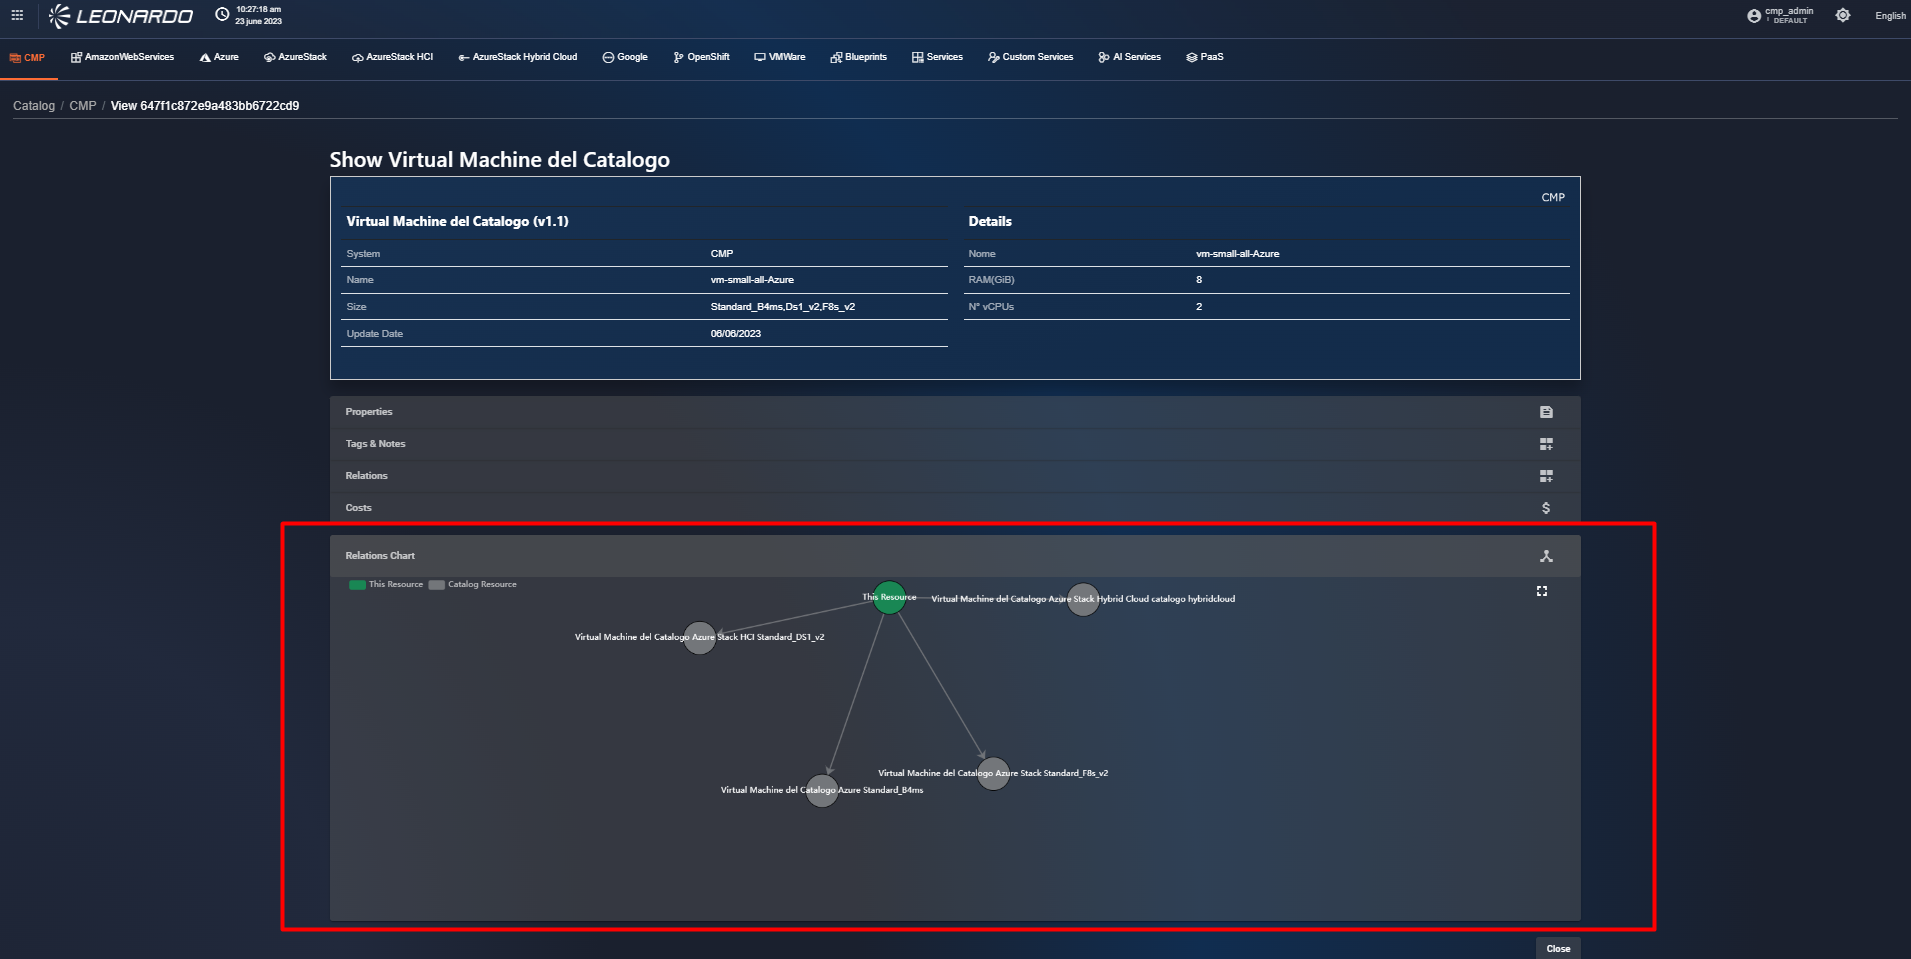 LEONARDO
10:27:18 am
23 june 2023
cmp_admin
DEFAULT
English
CMP
AmazonWebServices
Azure
AzureStack
AzureStack HCI
AzureStack Hybrid Cloud
Google
OpenShift
VMWare
Blueprints
Services
Custom Services
AI Services
PaaS
Catalog / CMP / View 647f1c872e9a483bb6722cd9
Show Virtual Machine del Catalogo
CMP
Virtual Machine del Catalogo (v1.1)
System CMP
Name vm-small-all-Azure
Size Standard_B4ms,Ds1_v2,F8s_v2
Update Date 06/06/2023
Details
Nome vm-small-all-Azure
RAM(GiB) 8
N° vCPUs 2
Properties
Tags & Notes
Relations
Costs
$
Relations Chart
This Resource
Catalog Resource
This Resource
Virtual Machine del Catalogo Azure Stack Hybrid Cloud catalogo hybridcloud
Virtual Machine del Catalogo Azure Stack HCI Standard_DS1_v2
Virtual Machine del Catalogo Azure Stack Standard_F8s_v2
Virtual Machine del Catalogo Azure Standard_B4ms
Close